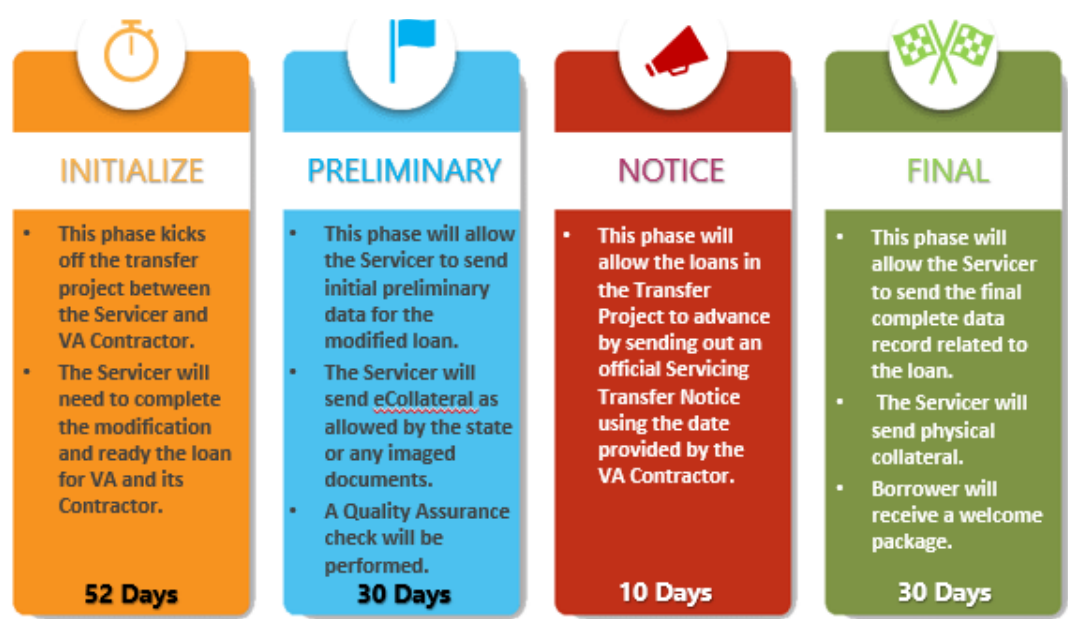 INITIALIZE
• This phase kicks
off the transfer
project between
the Servicer and
VA Contractor.
• The Servicer will
need to complete
the modification
and ready the loan
for VA and its
Contractor.
52 Days
PRELIMINARY
• This phase will allow
the Servicer to send
initial preliminary
data for the
modified loan.
• The Servicer will
send eCollateral as
allowed by the state
or any imaged
documents.
• A Quality Assurance
check will be
performed.
30 Days
NOTICE
• This phase will
allow the loans in
the Transfer
Project to advance
by sending out an
official Servicing
Transfer Notice
using the date
provided by the
VA Contractor.
10 Days
FINAL
• This phase will
allow the Servicer
to send the final
complete data
record related to
the loan.
• The Servicer will
send physical
collateral.
• Borrower will
receive a welcome
package.
30 Days